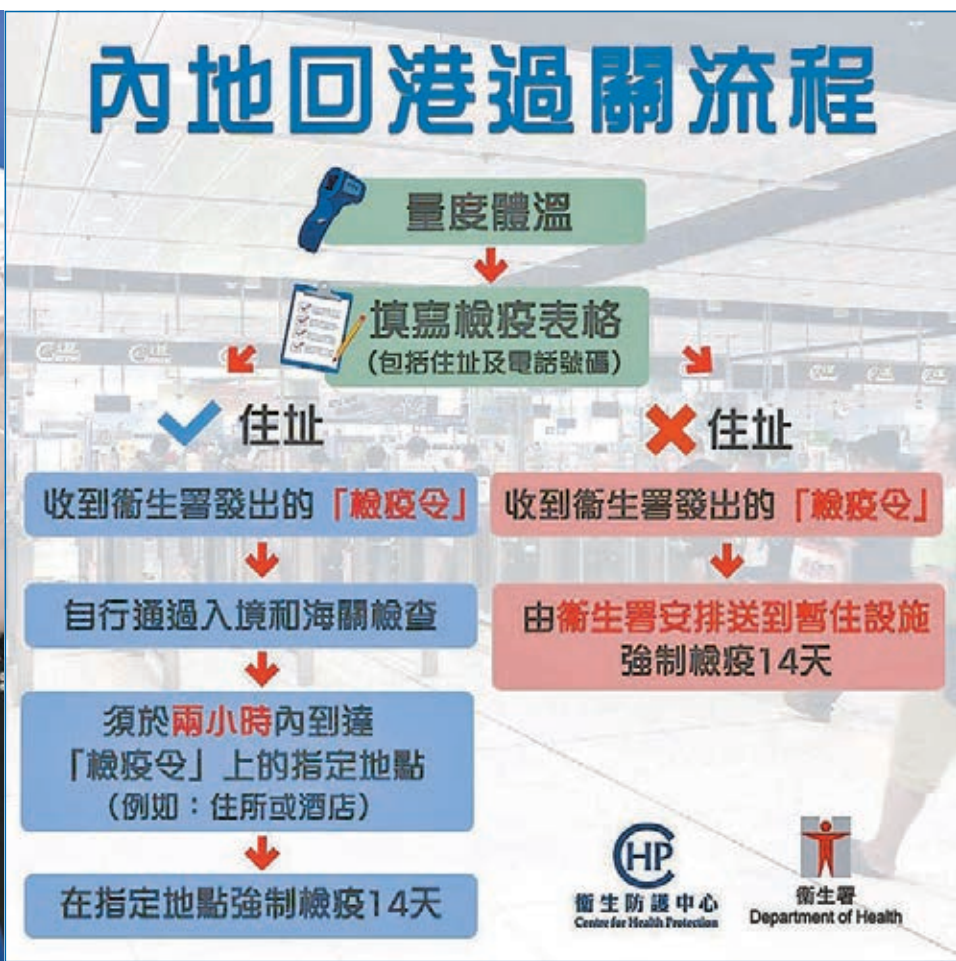 內地回港過關流程
量度體溫
填寫檢疫表格
(包括住址及電話號碼)
住址
收到衞生署發出的「檢疫令」
自行通過入境和海關檢查
須於兩小時內到達
「檢疫令」上的指定地點
(例如：住所或酒店)
在指定地點強制檢疫14天
住址
收到衞生署發出的「檢疫令」
由衞生署安排送到暫住設施
強制檢疫14天
CHP
衞生防護中心
Centre for Health Protection
衞生署
Department of Health